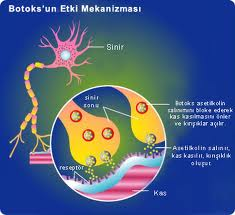 Botoks'un Etki Mekanizması
Sinir
sinir
sonu
Botoks asetilkolin
salınımını bloke ederek
kas kasılmasını önler
ve kırışıklar açılır.
Asetilkolin salınır,
kas kasılır, kırışıklık
oluşur.
reseptör
Kas